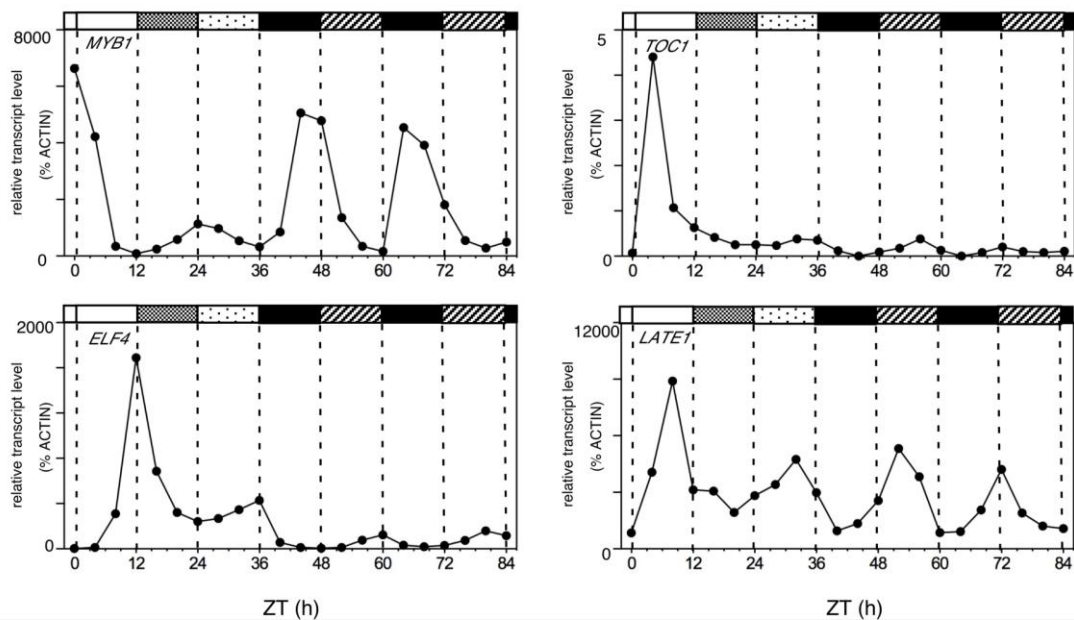 8000
MYB1
relative transcript level
(% ACTIN)
0
0 12 24 36 48 60 72 84
5
TOC1
relative transcript level
(% ACTIN)
0
0 12 24 36 48 60 72 84
2000
ELF4
relative transcript level
(% ACTIN)
0
0 12 24 36 48 60 72 84
ZT (h)
12000
LATE1
relative transcript level
(% ACTIN)
0
0 12 24 36 48 60 72 84
ZT (h)